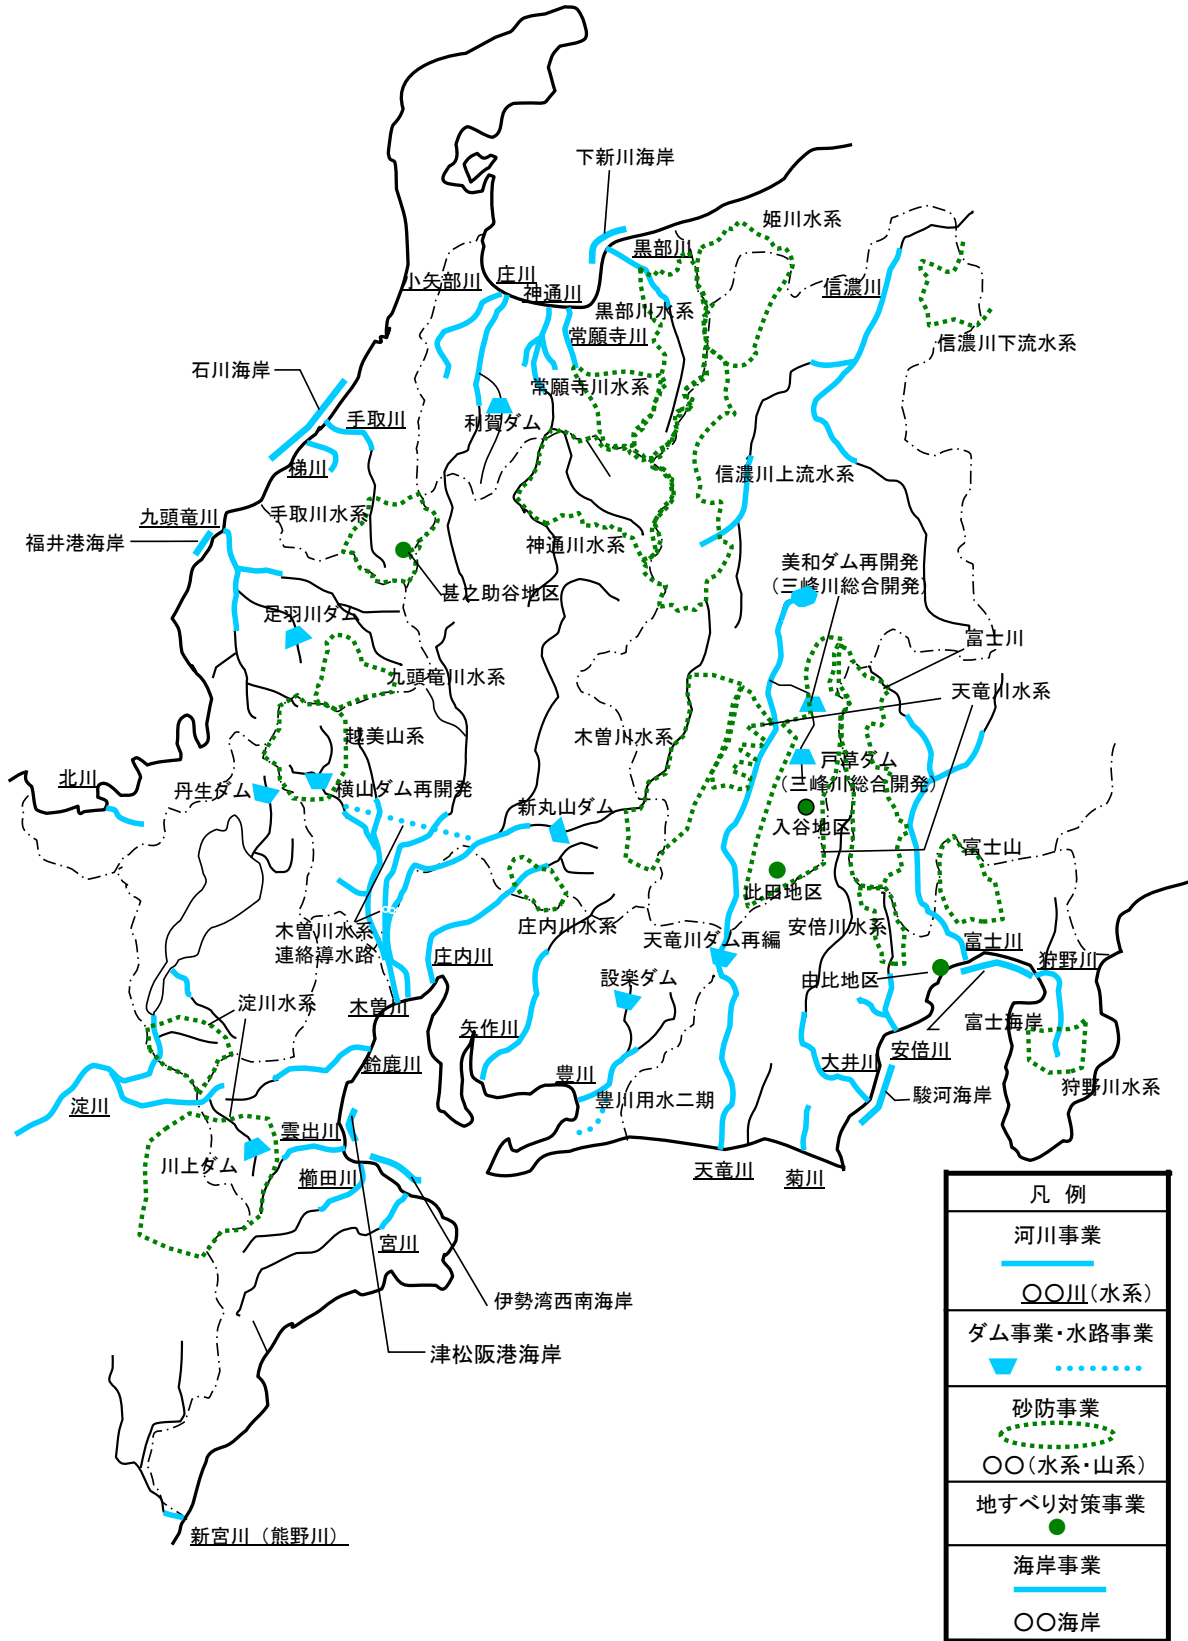 下新川海岸
姫川水系
黒部川
庄川
小矢部川
神通川
信濃川
黒部川水系
常願寺川
信濃川下流水系
石川海岸
常願寺川水系
手取川
利賀ダム
梯川
信濃川上流水系
九頭竜川
手取川水系
福井港海岸
神通川水系
美和ダム再開発
(三峰川総合開発)
甚之助谷地区
足羽川ダム
富士川
九頭竜川水系
天竜川水系
越美山系
木曽川水系
戸草ダム
(三峰川総合開発)
北川
丹生ダム
横山ダム再開発
新丸山ダム
入谷地区
富士山
此田地区
木曽川水系
連絡導水路
庄内川水系
安倍川水系
天竜川ダム再編
富士川
庄内川
狩野川
設楽ダム
由比地区
淀川水系
木曽川
矢作川
富士海岸
安倍川
鈴鹿川
豊川
大井川
狩野川水系
淀川
豊川用水二期
駿河海岸
雲出川
川上ダム
櫛田川
天竜川
菊川
宮川
伊勢湾西南海岸
津松阪港海岸
新宮川（熊野川）
凡 例
河川事業
○○川(水系)
ダム事業・水路事業
砂防事業
○○(水系・山系)
地すべり対策事業
海岸事業
○○海岸